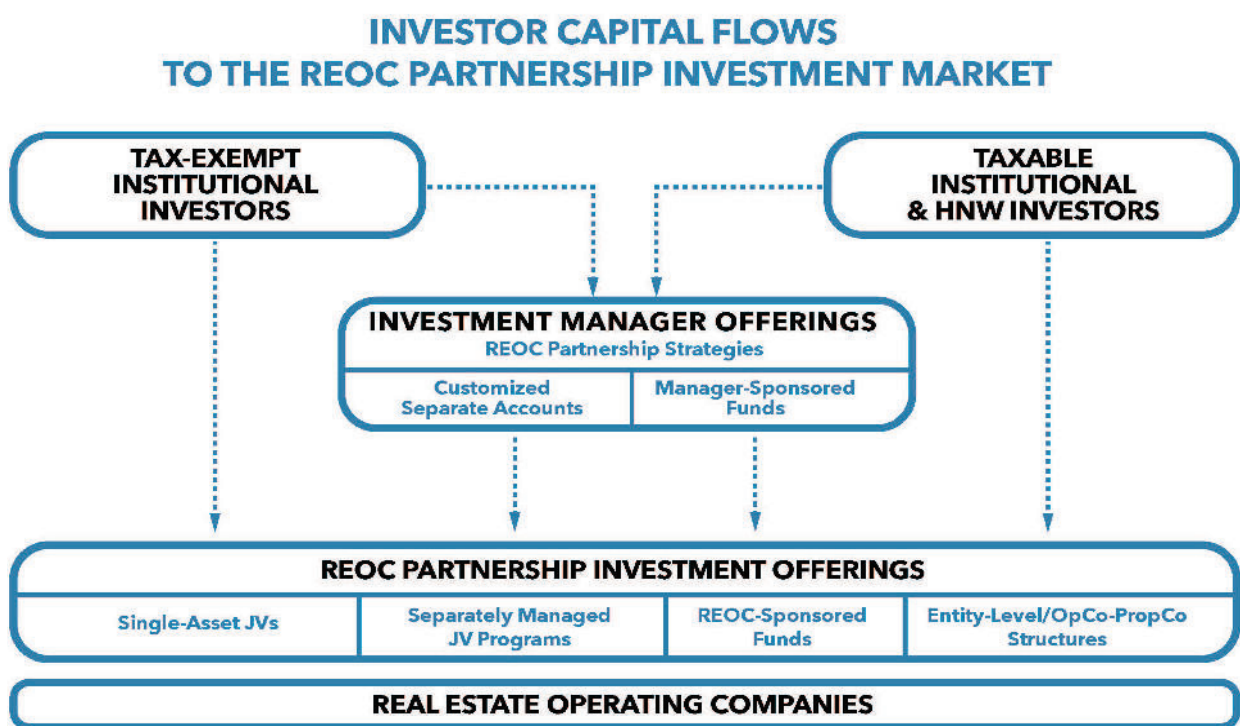 INVESTOR CAPITAL FLOWS
TO THE REOC PARTNERSHIP INVESTMENT MARKET
TAX-EXEMPT
INSTITUTIONAL
INVESTORS
TAXABLE
INSTITUTIONAL
& HNW INVESTORS
INVESTMENT MANAGER OFFERINGS
REOC Partnership Strategies
Customized
Separate Accounts
Manager-Sponsored
Funds
REOC PARTNERSHIP INVESTMENT OFFERINGS
Single-Asset JVs
Separately Managed
JV Programs
REOC-Sponsored
Funds
Entity-Level/OpCo-PropCo
Structures
REAL ESTATE OPERATING COMPANIES